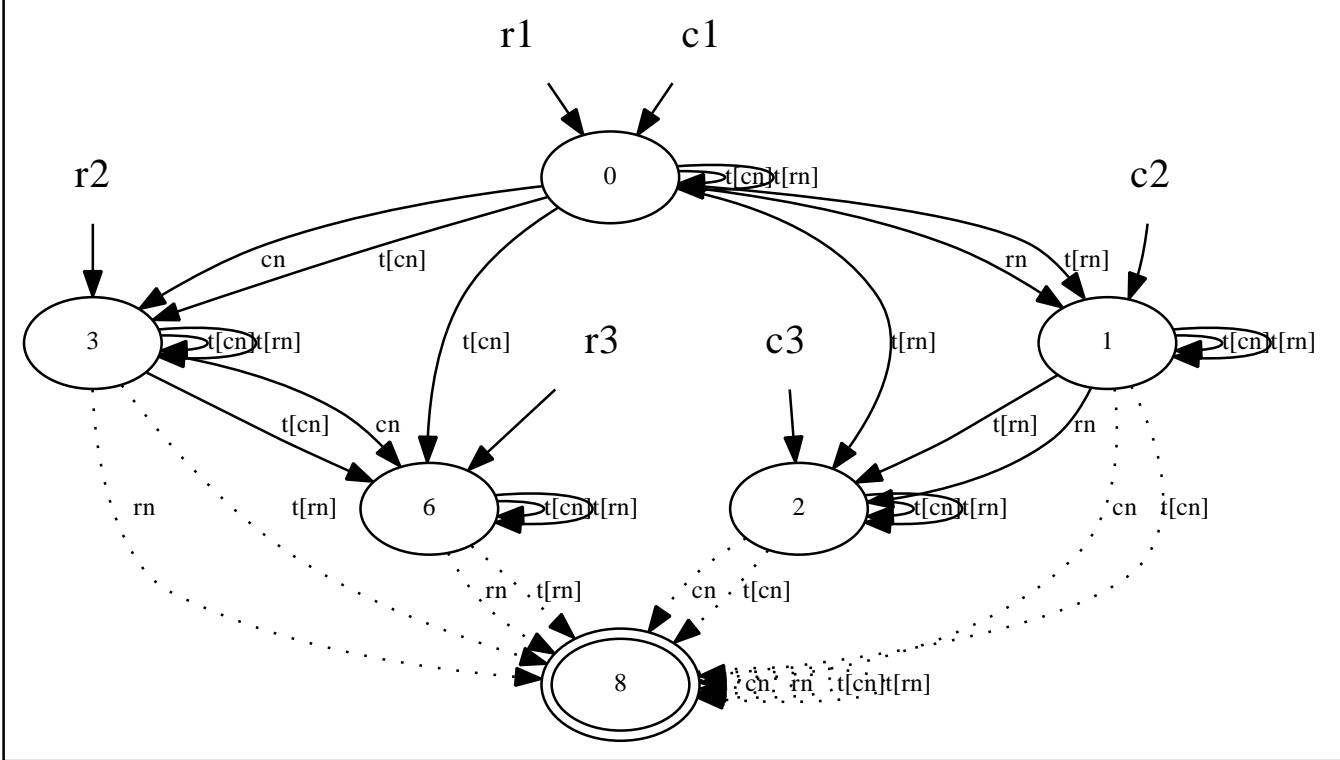 r1 c1
r2 0 t[cn] t[rn] c2
cn t[cn] rn t[rn]
3 t[cn] t[rn] t[cn] r3 c3 t[rn] 1 t[cn] t[rn]
t[cn] cn t[rn] rn
rn t[rn] 6 t[cn] t[rn] 2 t[cn] t[rn] cn t[cn]
rn t[rn] cn t[cn]
8 cn rn t[cn] t[rn]